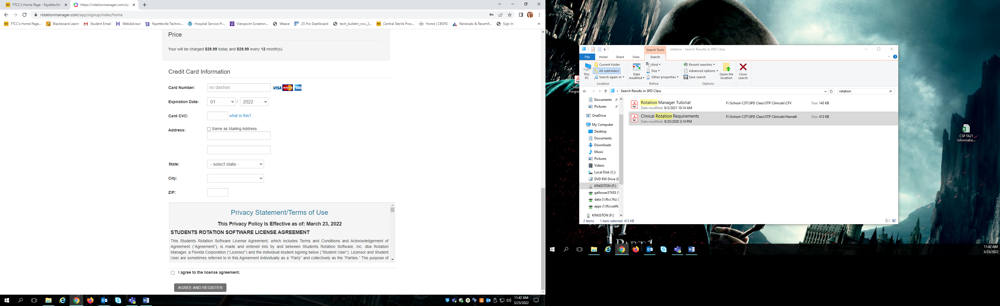 FTCC's Home Page - Fayetteville
https://rotationmanager.com/ap
rotationmanager.com/app/signup/index/home
FTCC's Home Page...
Blackboard Learn
Student Email
WebAdvisor
Fayetteville Technic...
Hospital Service Pr...
Viewpoint Screenin...
Weave
25 Pro Dashboard
tech_bulletin_nov_2...
Central Sterile Proc...
Home | CBSPD
Renewals & Recertif...
Sign In
»
Price
Your will be charged $29.99 today and $29.99 every 12 month(s).
Credit Card Information
Card Number:
no dashes
VISA
MasterCard
Expiration Date:
01
/
2022
Card CVC:
what is this?
Address:
Same as Mailing Address
State:
- select state -
City:
ZIP:
Privacy Statement/Terms of Use
This Privacy Policy Is Effective as of: March 23, 2022
STUDENTS ROTATION SOFTWARE LICENSE AGREEMENT
This Students Rotation Software License Agreement, which includes Terms and Conditions and Acknowledgement of
Agreement (“Agreement”), is made and entered into by and between Students Rotation Software, Inc. dba Rotation
Manager, a Florida Corporation (“Licensor”) and the individual student signing below (“Student User”). Licensor and Student
User are sometimes referred to in this Agreement individually as a “Party” and collectively as the “Parties.” The purpose of
I agree to the license agreement.
AGREE AND REGISTER
11:42 AM
3/23/2022
Search Tools
rotation - Search Results in SPD Class
File
Home
Share
View
Search
This PC
Current folder
All subfolders
Search again in
Location
Date modified
Kind
Size
Other properties
Refine
Recent searches
Advanced options
Save search
Open file location
Options
Close search
Search Results in SPD Class
rotation
Documents
Pictures
OneDrive
My Computer
Desktop
Documents
Downloads
Music
Pictures
Videos
Local Disk (C:)
DVD RW Drive (D
KINGSTON (F:)
gallowas5743$ (\
data (\\ftcc1fs) (
apps (\\ftccad4)
KINGSTON (F:)
Rotation Manager Tutorial
Date modified: 8/2/2021 10:14 AM
F:\School-CST\SPD Class\STP Clinicals\CFV
Size: 143 KB
Clinical Rotation Requirements
Date modified: 9/25/2020 3:14 PM
F:\School-CST\SPD Class\STP Clinicals\Harnett
Size: 413 KB
2 items
1 item selected 413 KB
Hea
Progra
CSP FA21
Informatio...
PART 1
11:42 AM
3/23/2022